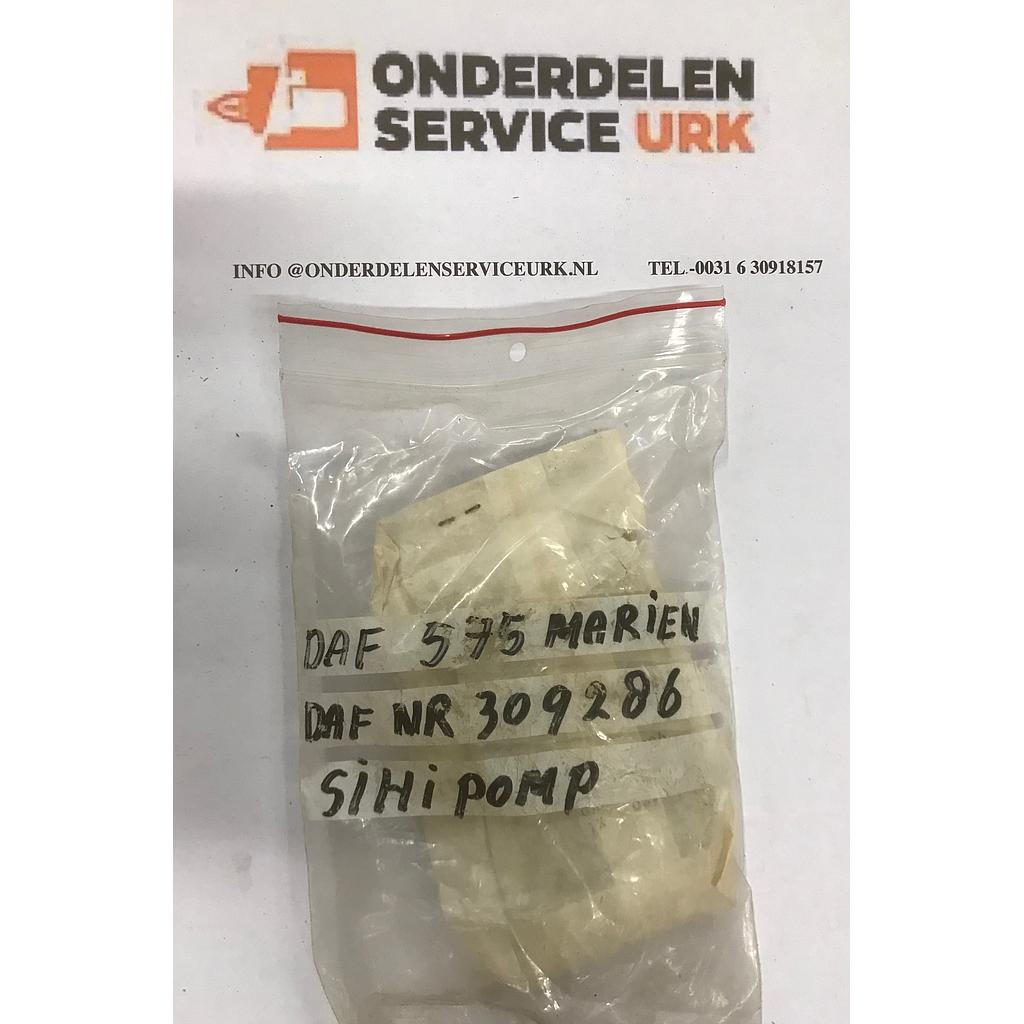 ONDERDELEN
SERVICE URK
INFO @ONDERDELENSERVICEURK.NL TEL.-0031 6 30918157
DAF 575 MARiEN
DAF NR 309286
SiHi POMP